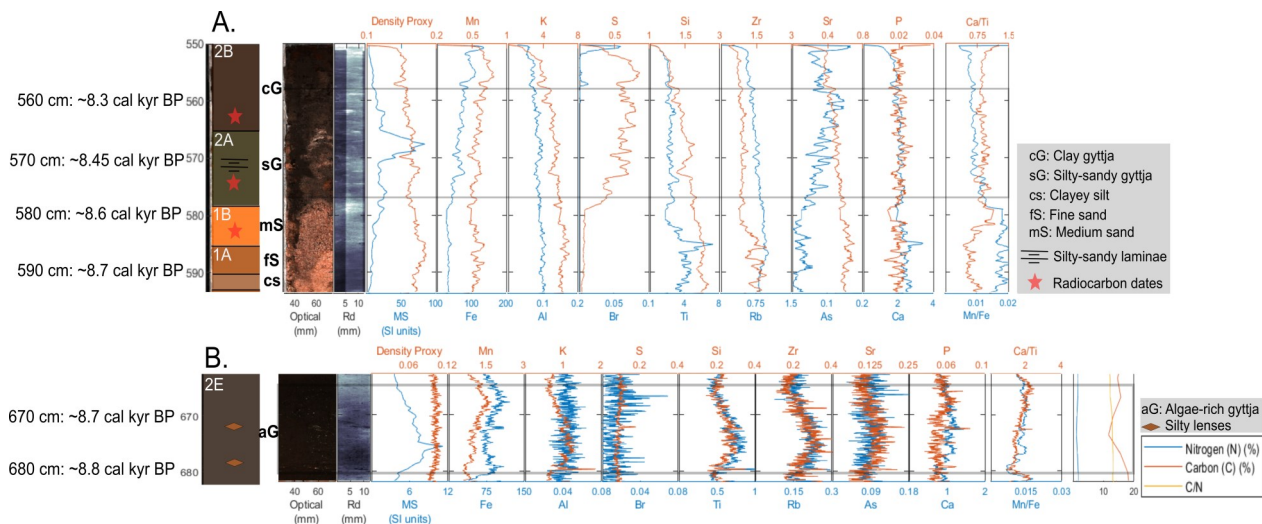 A.
Density Proxy Mn K S Si Zr Sr P Ca/Ti
0.1 0.2 0.5 1 4 8 0.5 1 1.5 3 1.5 3 0.4 0.8 0.02 0.04 0.75 1.5
550
2B
cG
560 cm: ~8.3 cal kyr BP
560
2A
570 cm: ~8.45 cal kyr BP
sG
570
580 cm: ~8.6 cal kyr BP
580
1B
mS
1A
590 cm: ~8.7 cal kyr BP
fS
590
cs
40 60 5 10 50 100 100 200 0.1 0.2 0.05 0.1 4 8 0.75 1.5 0.1 0.2 2 4 0.01 0.02
Optical Rd MS Fe Al Br Ti Rb As Ca Mn/Fe
(mm) (mm) (SI units)
cG: Clay gyttja
sG: Silty-sandy gyttja
cs: Clayey silt
fS: Fine sand
mS: Medium sand
Silty-sandy laminae
Radiocarbon dates
B.
Density Proxy Mn K S Si Zr Sr P Ca/Ti
0.06 0.12 1.5 3 1 2 0.2 0.4 0.2 0.4 0.2 0.4 0.125 0.25 0.06 0.1 2 4
2E
670 cm: ~8.7 cal kyr BP
670
aG
680 cm: ~8.8 cal kyr BP
680
40 60 5 10 6 12 75 150 0.04 0.08 0.04 0.08 0.5 1 0.15 0.3 0.09 0.18 1 2 0.015 0.03 10 20
Optical Rd MS Fe Al Br Ti Rb As Ca Mn/Fe
(mm) (mm) (SI units)
aG: Algae-rich gyttja
Silty lenses
Nitrogen (N) (%)
Carbon (C) (%)
C/N